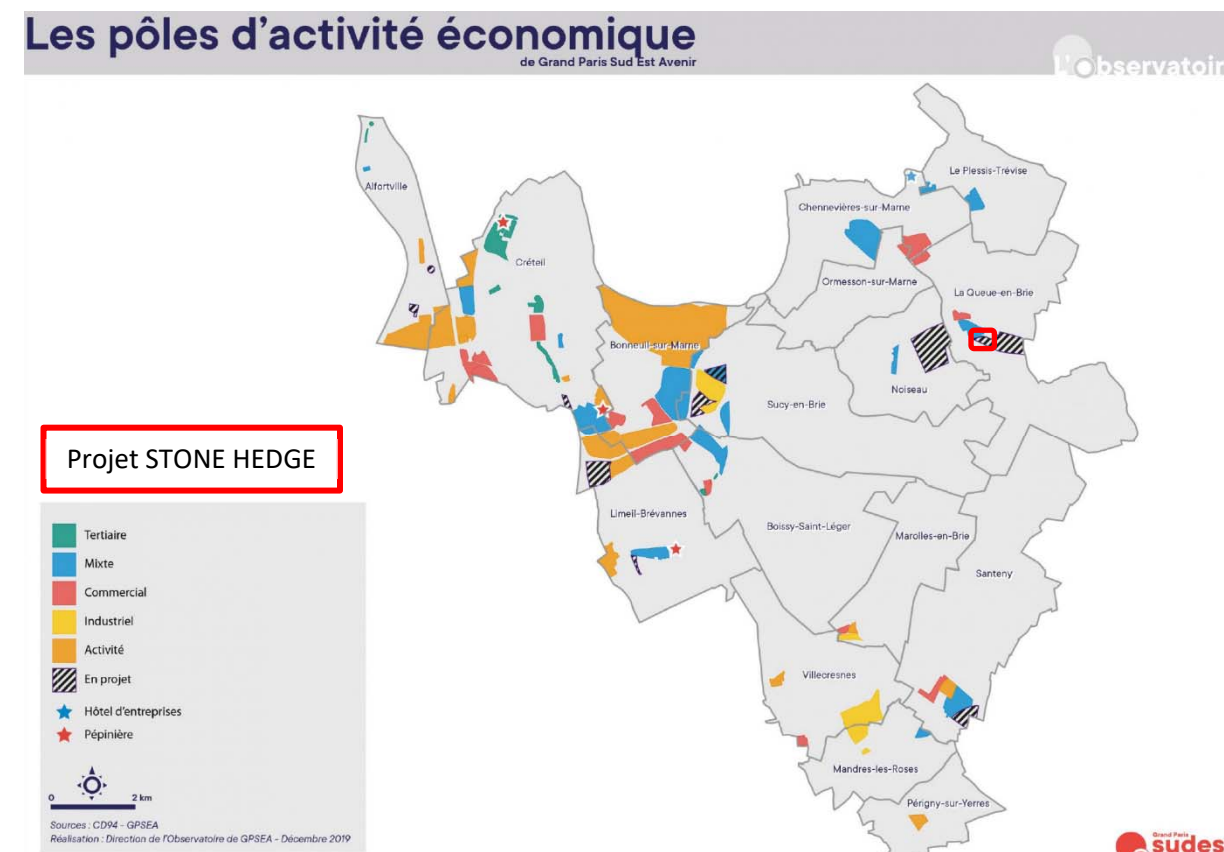 Les pôles d'activité économique
de Grand Paris Sud Est Avenir
L'Observatoir
Le Plessis-Trévise
Alfortville
Chennevières-sur-Marne
Créteil
Ormesson-sur-Marne
La Queue-en-Brie
Bonneuil-sur-Marne
Noiseau
Sucy-en-Brie
Projet STONE HEDGE
Limeil-Brévannes
Boissy-Saint-Léger
Marolles-en-Brie
Santeny
Villecresnes
Mandres-les-Roses
Périgny-sur-Yerres
Tertiaire
Mixte
Commercial
Industriel
Activité
En projet
Hôtel d'entreprises
Pépinière
0 2 km
Sources : CD94 - GPSEA
Réalisation : Direction de l'Observatoire de GPSEA - Décembre 2019
Grand Paris
sudes